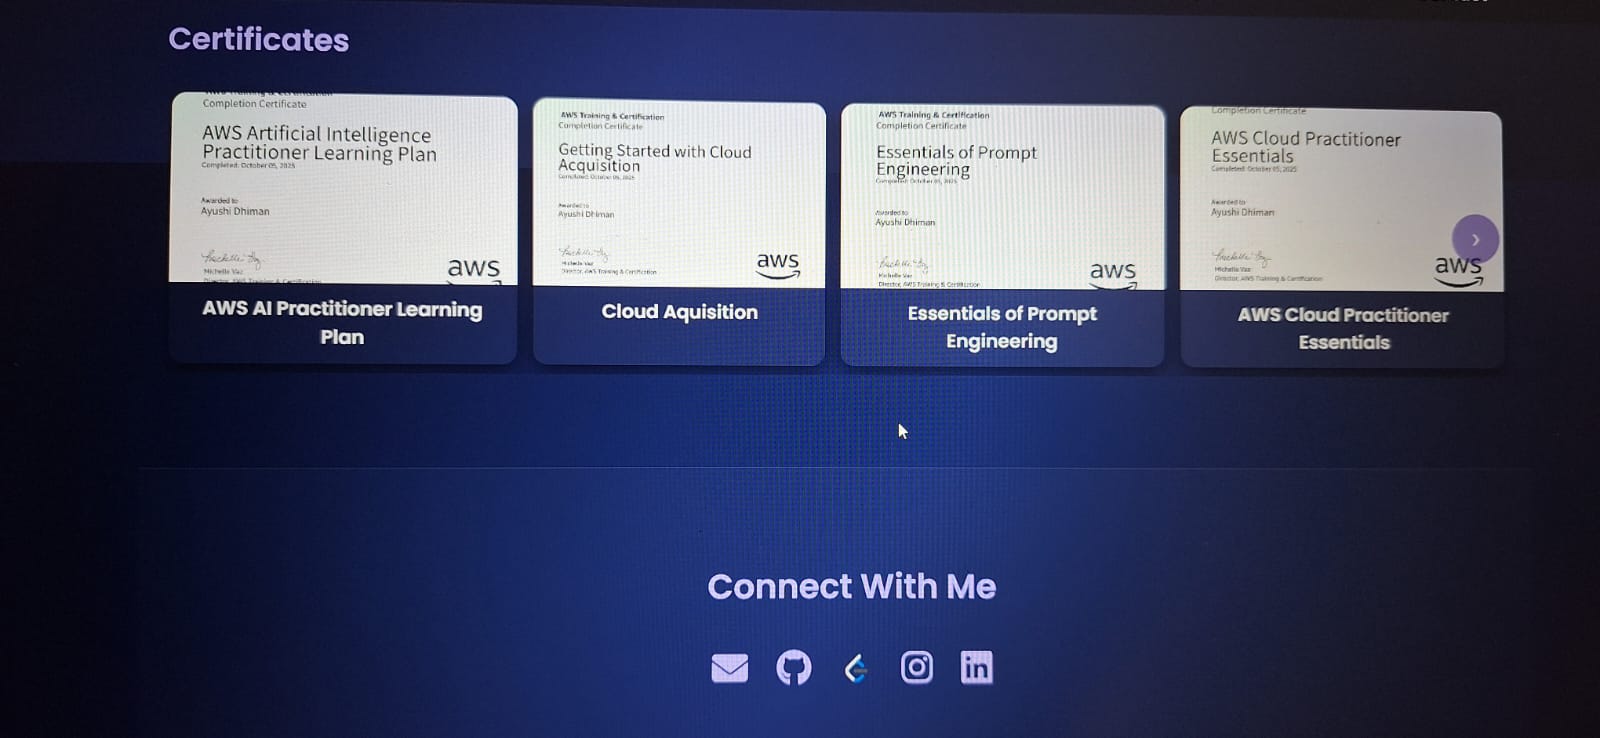 Certificates
Completion Certificate
AWS Artificial Intelligence
Practitioner Learning Plan
Completed: October 05, 2025
Awarded to
Ayushi Dhiman
Michelle Vaz
aws
AWS AI Practitioner Learning
Plan
AWS Training & Certification
Completion Certificate
Getting Started with Cloud
Acquisition
Completed: October 05, 2025
Awarded to
Ayushi Dhiman
Michelle Vaz
Director, AWS Training & Certification
aws
Cloud Aquisition
AWS Training & Certification
Completion Certificate
Essentials of Prompt
Engineering
Completed: October 05, 2025
Awarded to
Ayushi Dhiman
Michelle Vaz
Director, AWS Training & Certification
aws
Essentials of Prompt
Engineering
Completion Certificate
AWS Cloud Practitioner
Essentials
Completed: October 05, 2025
Awarded to
Ayushi Dhiman
Michelle Vaz
Director, AWS Training & Certification
aws
AWS Cloud Practitioner
Essentials
Connect With Me
in